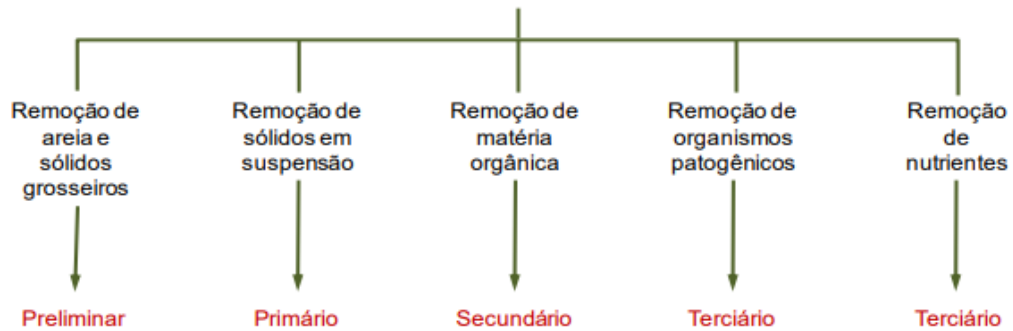 Remoção de
areia e
sólidos
grosseiros
Remoção de
sólidos em
suspensão
Remoção de
matéria
orgânica
Remoção de
organismos
patogênicos
Remoção
de
nutrientes
Preliminar
Primário
Secundário
Terciário
Terciário